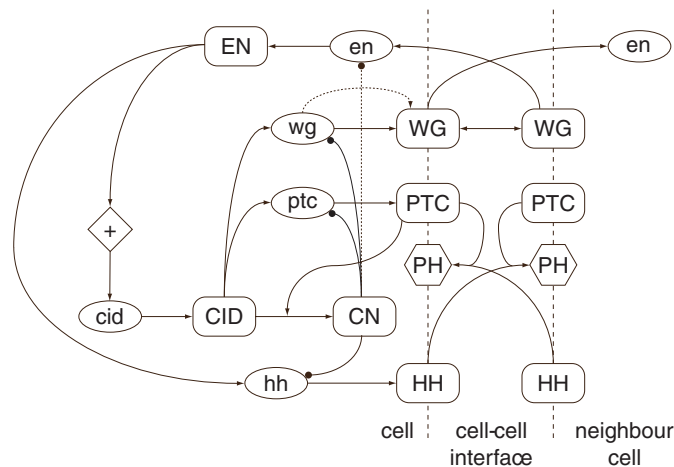 EN
en
en
wg
WG
WG
ptc
PTC
PTC
+
PH
PH
cid
CID
CN
hh
HH
HH
cell
cell-cell
interface
neighbour
cell